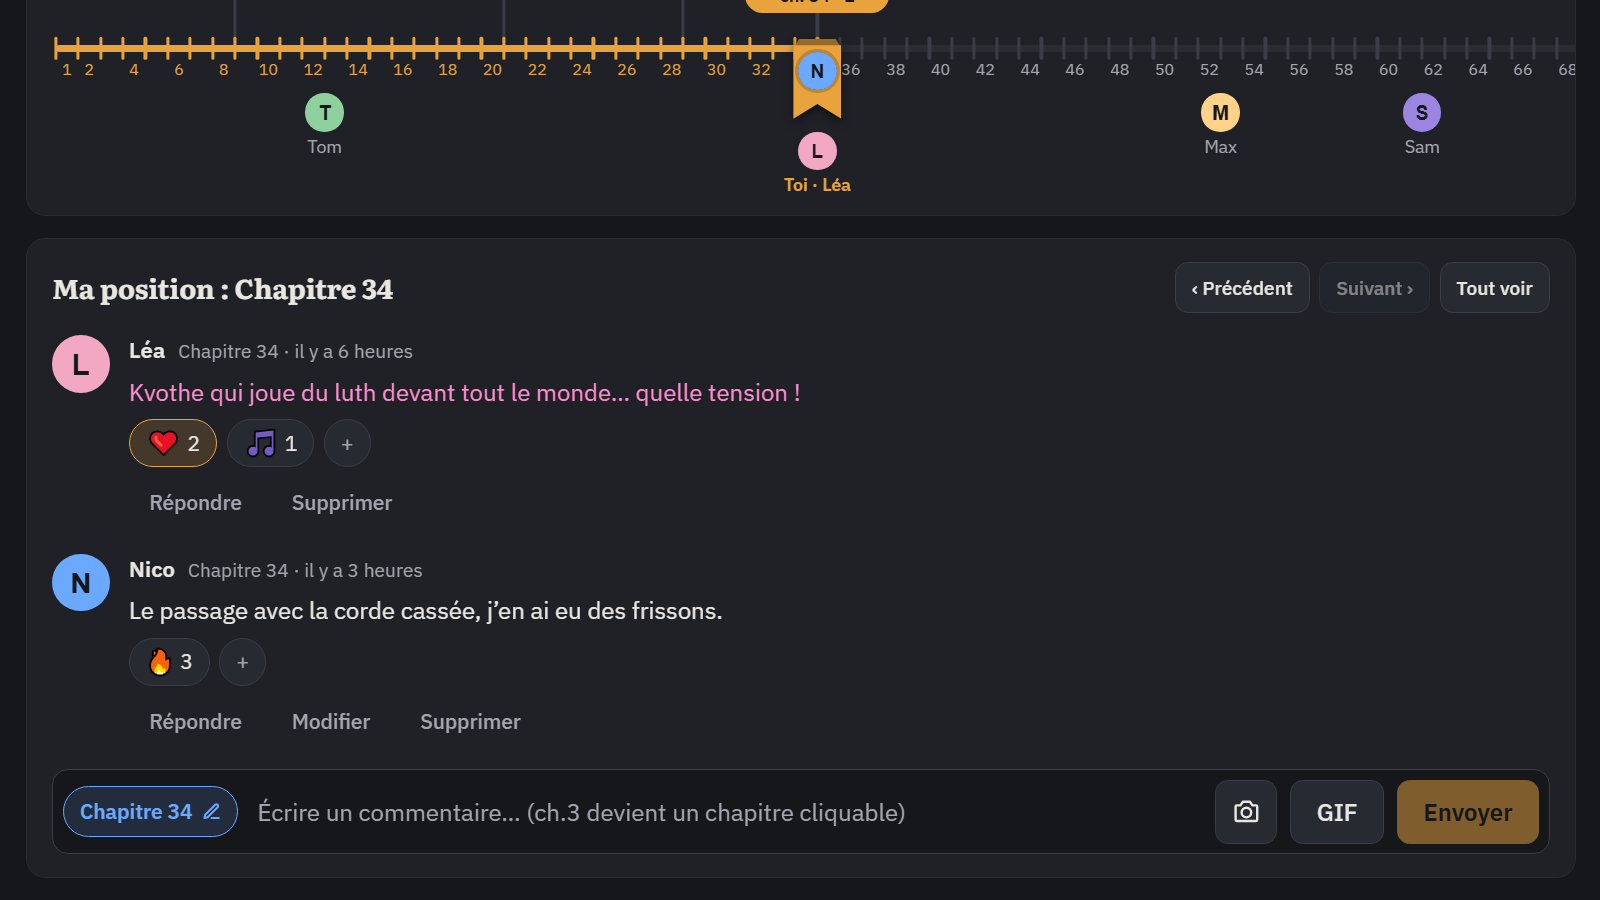 1 2 4 6 8 10 12 14 16 18 20 22 24 26 28 30 32 36 38 40 42 44 46 48 50 52 54 56 58 60 62 64 66 68
N
T
M
S
Tom
Max
Sam
L
Toi · Léa
Ma position : Chapitre 34
‹ Précédent
Suivant ›
Tout voir
L
Léa Chapitre 34 · il y a 6 heures
Kvothe qui joue du luth devant tout le monde... quelle tension !
2
1
+
Répondre Supprimer
N
Nico Chapitre 34 · il y a 3 heures
Le passage avec la corde cassée, j’en ai eu des frissons.
3
+
Répondre Modifier Supprimer
Chapitre 34
Écrire un commentaire... (ch.3 devient un chapitre cliquable)
GIF
Envoyer